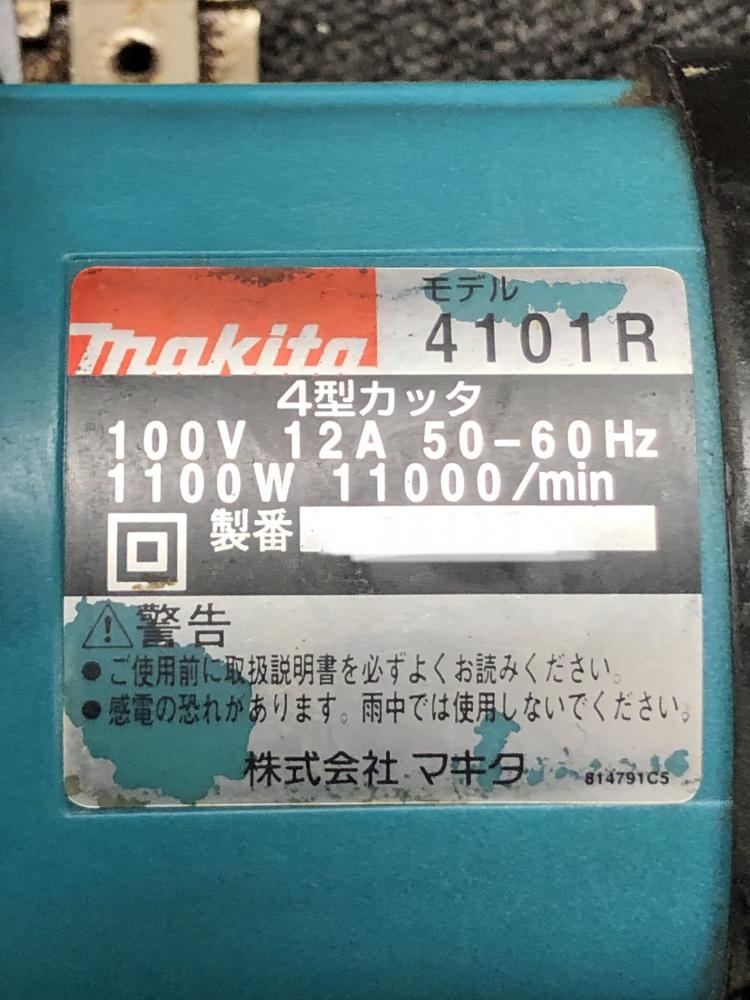 makita
モデル
4101R
4型カッタ
100V 12A 50-60Hz
1100W 11000/min
製番
警告
●ご使用前に取扱説明書を必ずよくお読みください。
●感電の恐れがあります。雨中では使用しないでください。
株式会社 マキタ 814791C5